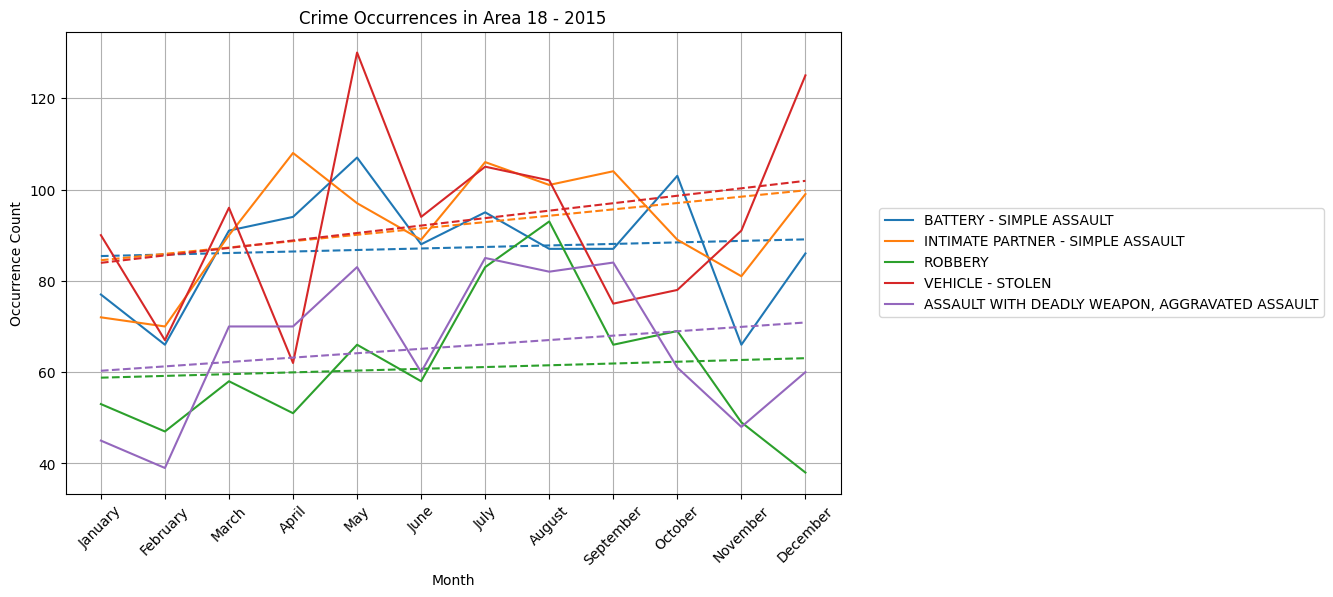 Crime Occurrences in Area 18 - 2015
Occurrence Count
120
100
80
60
40
January
February
March
April
May
June
July
August
September
October
November
December
Month
BATTERY - SIMPLE ASSAULT
INTIMATE PARTNER - SIMPLE ASSAULT
ROBBERY
VEHICLE - STOLEN
ASSAULT WITH DEADLY WEAPON, AGGRAVATED ASSAULT